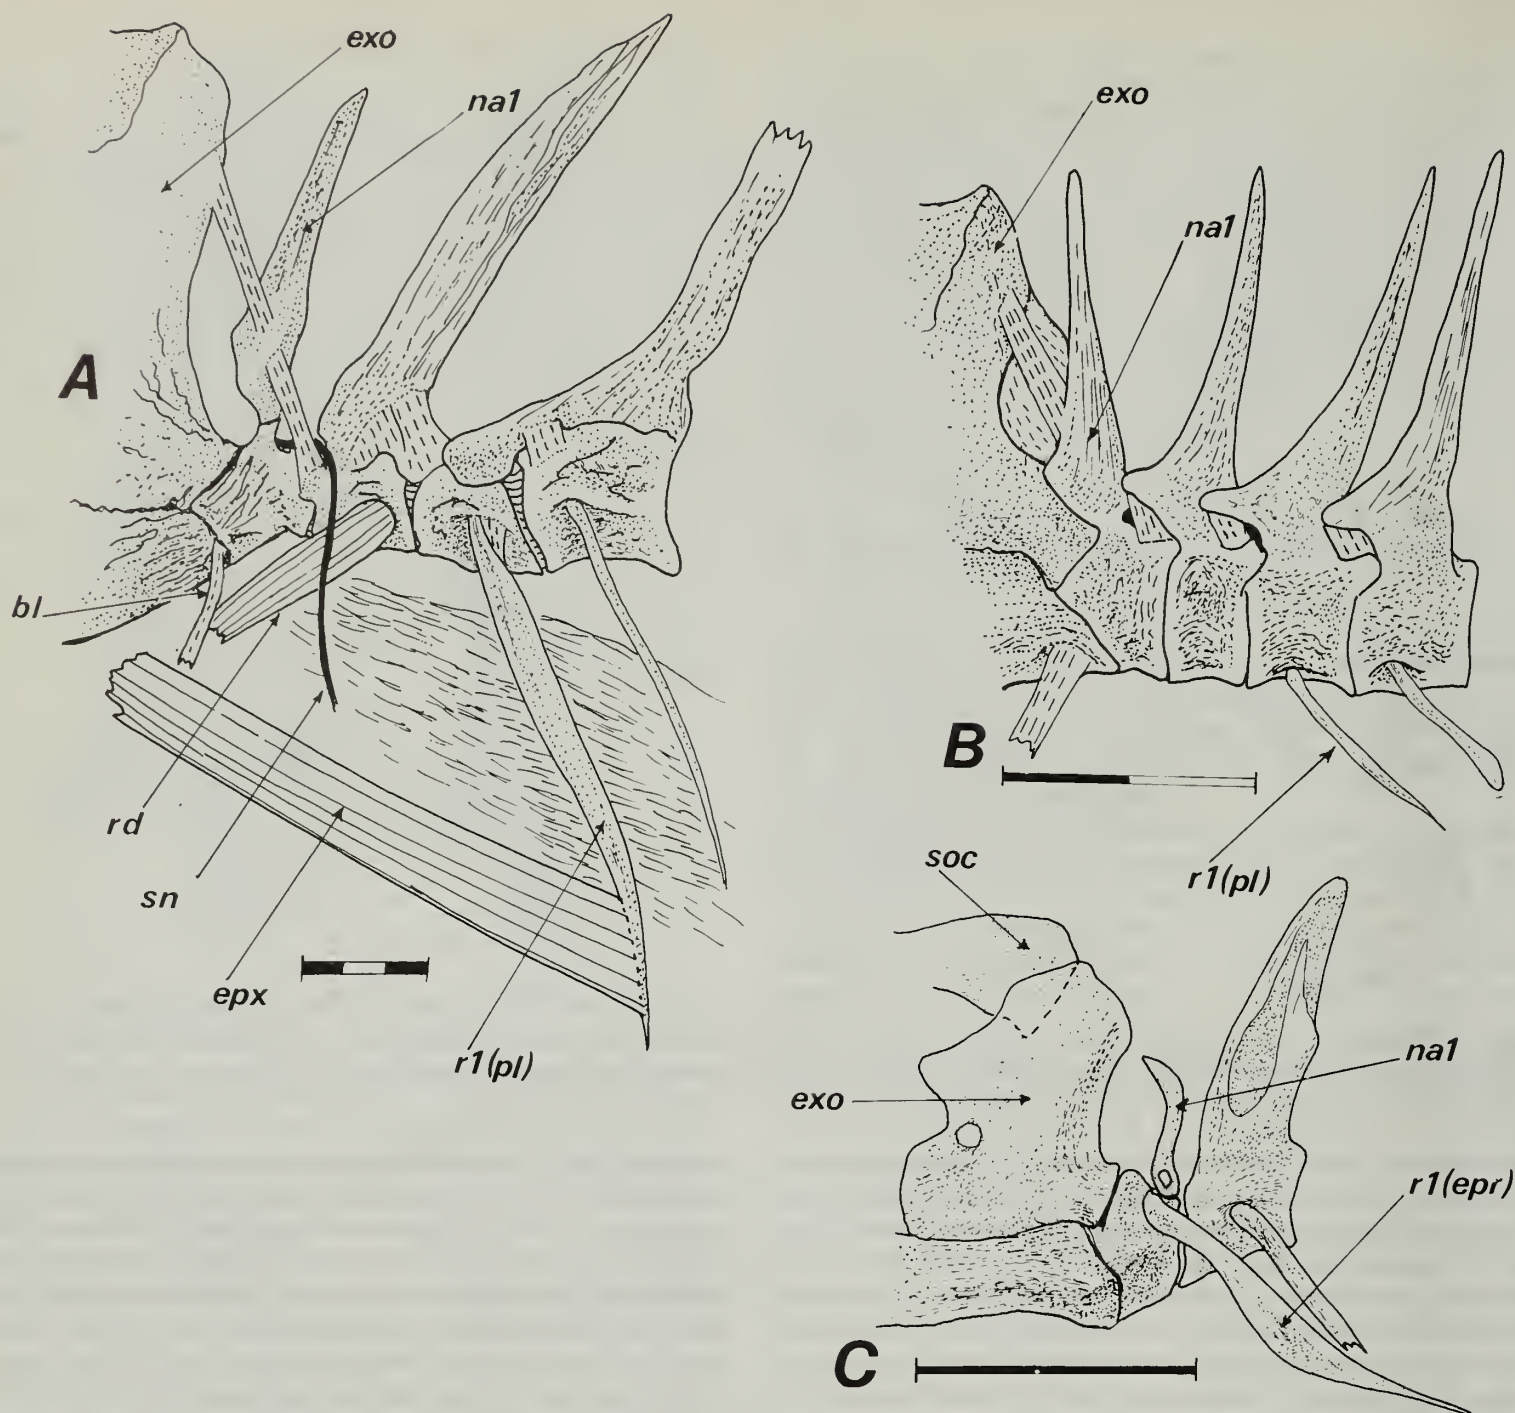 exo
na1
A
bl
rd
sn
epx
r1(pl)
exo
na1
B
r1(pl)
soc
exo
na1
r1(epr)
C